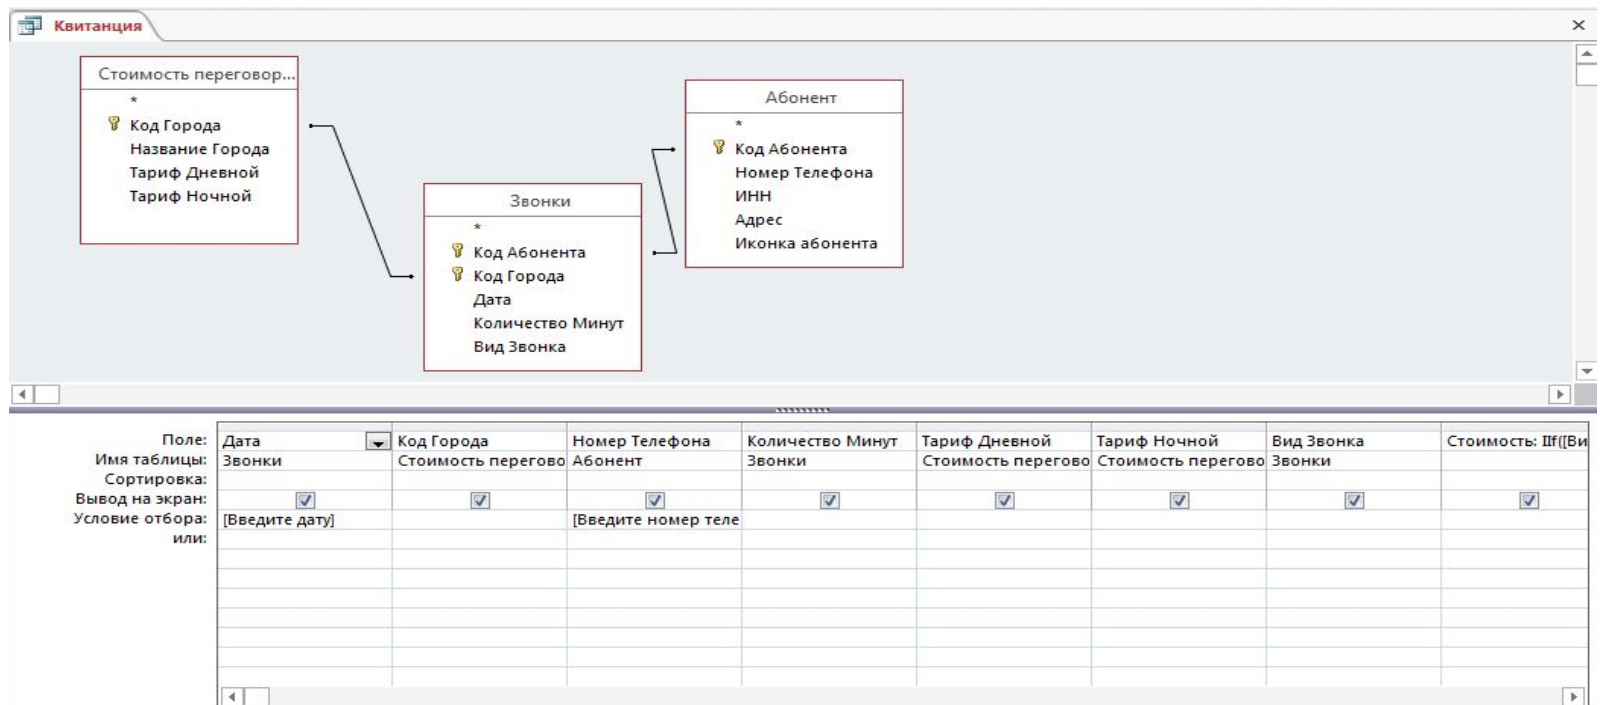 Квитанция
Стоимость переговор...
*
Код Города
Название Города
Тариф Дневной
Тариф Ночной
Абонент
*
Код Абонента
Номер Телефона
ИНН
Адрес
Иконка абонента
Звонки
*
Код Абонента
Код Города
Дата
Количество Минут
Вид Звонка
Поле: Дата Код Города Номер Телефона Количество Минут Тариф Дневной Тариф Ночной Вид Звонка Стоимость: IIf([Ви
Имя таблицы: Звонки Стоимость перегово Абонент Звонки Стоимость перегово Стоимость перегово Звонки
Сортировка:
Вывод на экран:
Условие отбора: [Введите дату] [Введите номер теле
или: